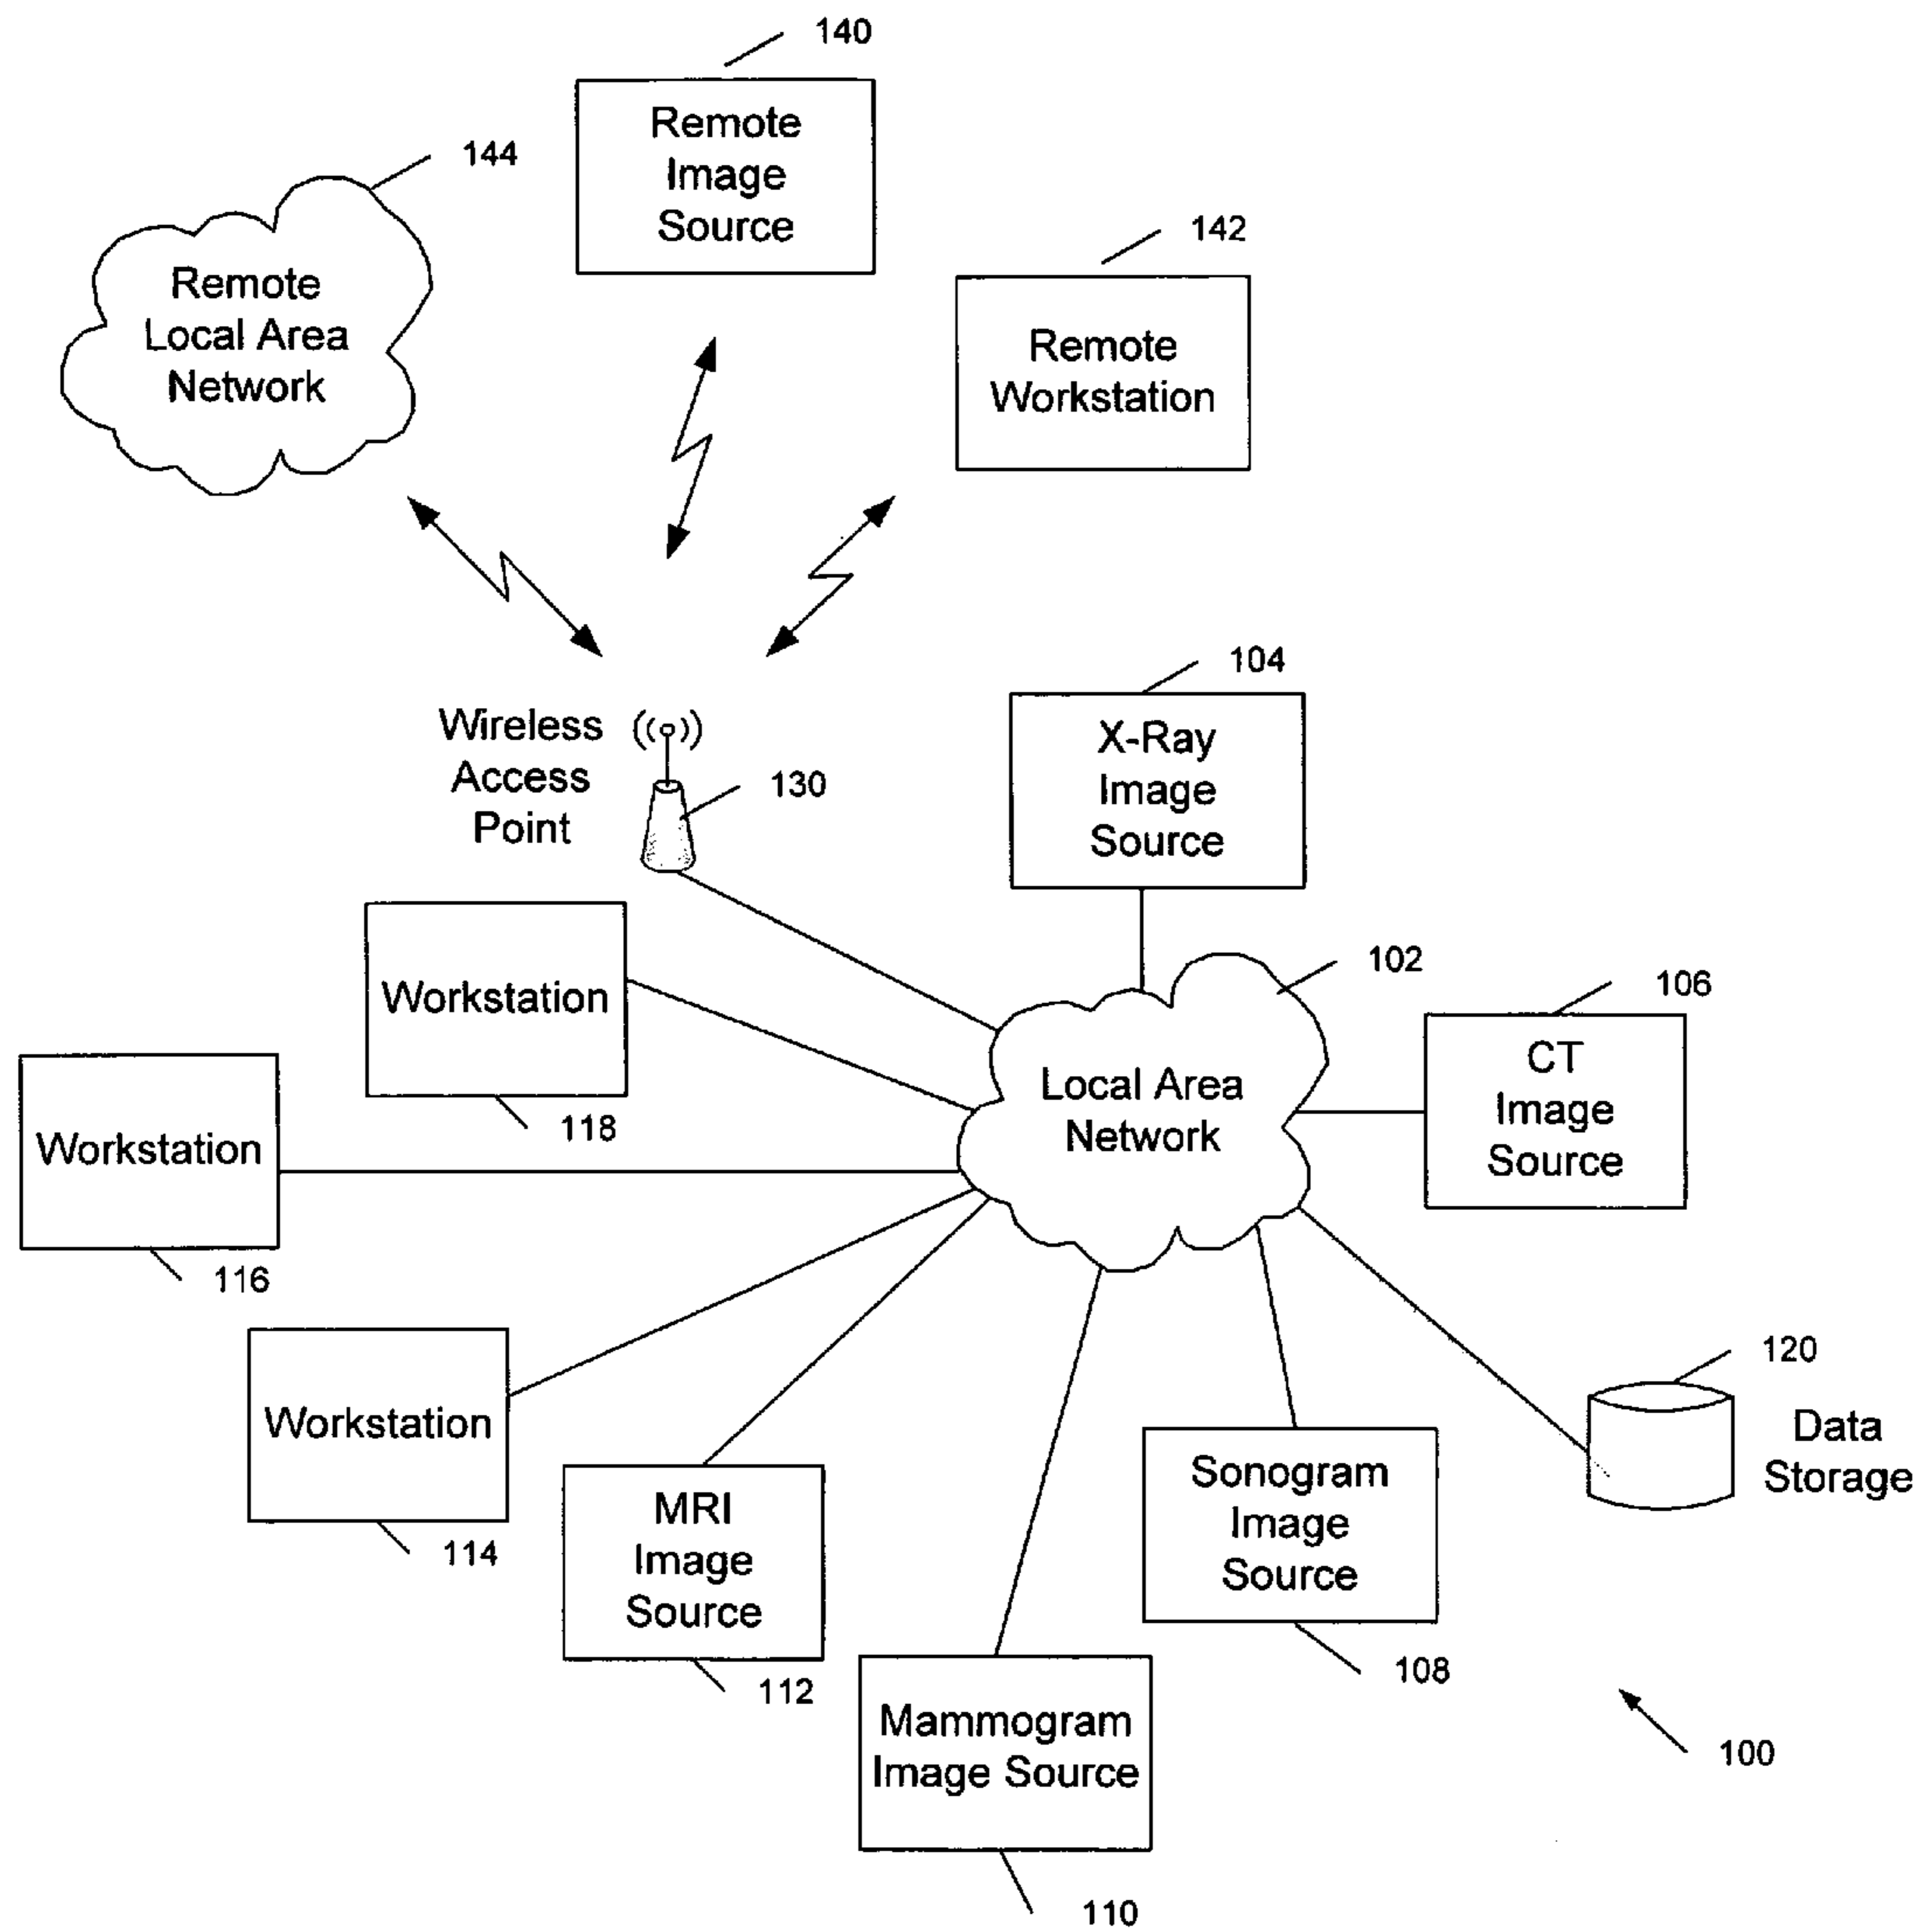 140
Remote
Image
Source
144
Remote
Local Area
Network
142
Remote
Workstation
104
X-Ray
Image
Source
Wireless
Access
Point
130
102
Local Area
Network
106
CT
Image
Source
Workstation
118
Workstation
116
Workstation
114
MRI
Image
Source
112
Mammogram
Image Source
110
Sonogram
Image
Source
108
120
Data
Storage
100